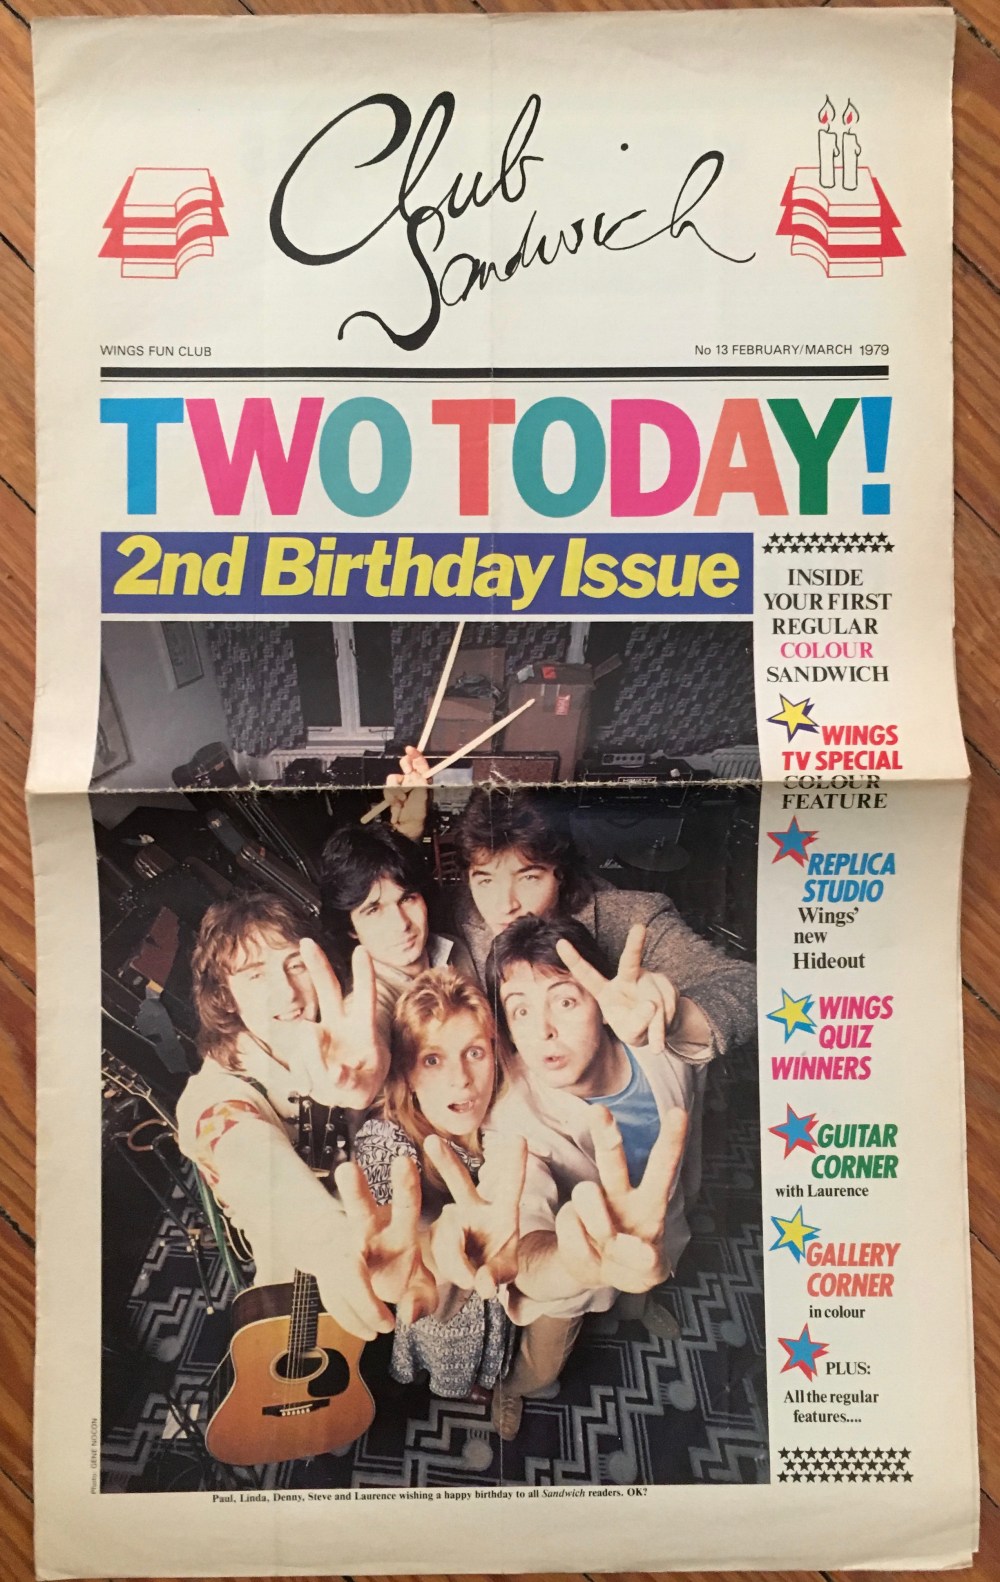 Club
Sandwich
WINGS FUN CLUB
No 13 FEBRUARY/MARCH 1979
TWO TODAY!
2nd Birthday Issue
INSIDE
YOUR FIRST
REGULAR
COLOUR
SANDWICH
WINGS
TV SPECIAL
COLOUR
FEATURE
REPLICA
STUDIO
Wings'
new
Hideout
WINGS
QUIZ
WINNERS
GUITAR
CORNER
with Laurence
GALLERY
CORNER
in colour
PLUS:
All the regular
features....
Photo: GENE NOCON
Paul, Linda, Denny, Steve and Laurence wishing a happy birthday to all Sandwich readers. OK?